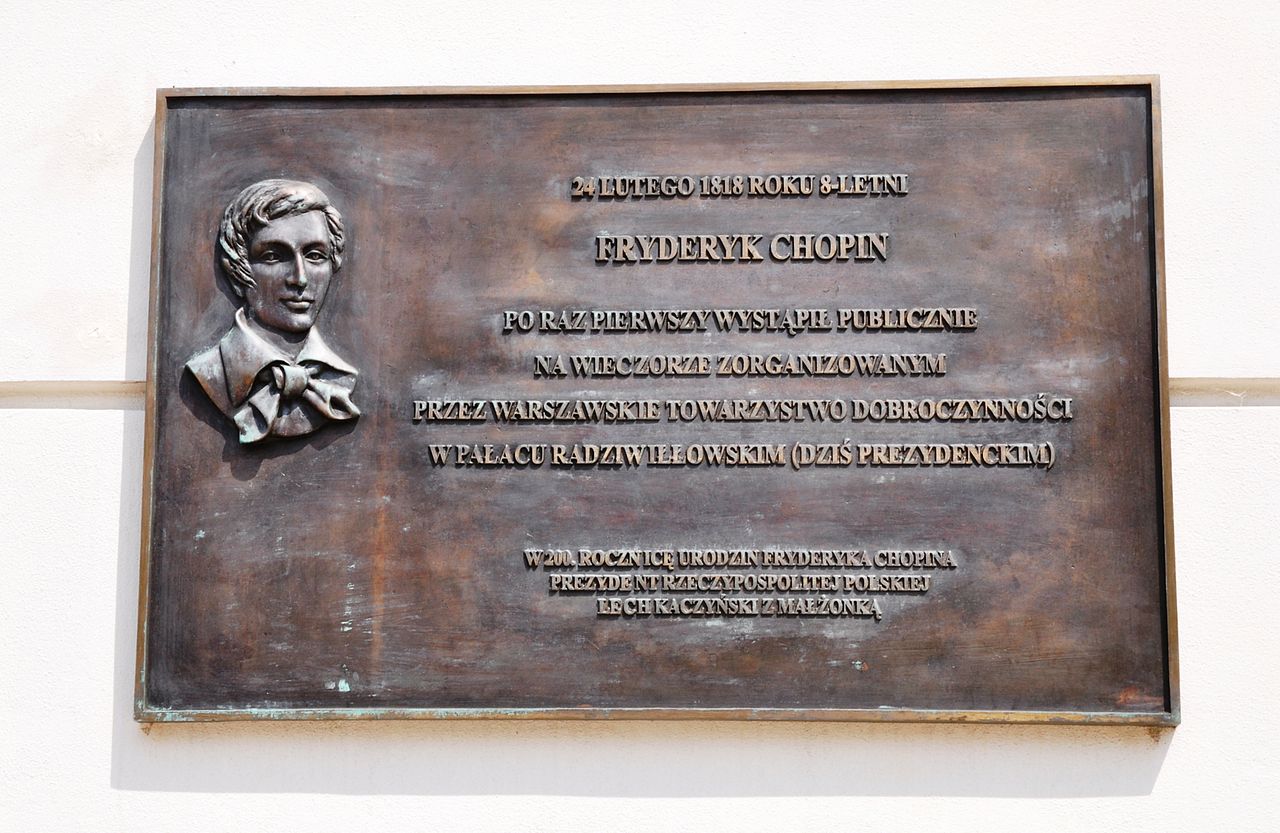 24 LUTEGO 1818 ROKU 8-LETNI
FRYDERYK CHOPIN
PO RAZ PIERWSZY WYSTĄPIŁ PUBLICZNIE
NA WIECZORZE ZORGANIZOWANYM
PRZEZ WARSZAWSKIE TOWARZYSTWO DOBROCZYNNOŚCI
W PAŁACU RADZIWIŁŁOWSKIM (DZIŚ PREZYDENCKIM)
W 200. ROCZNICĘ URODZIN FRYDERYKA CHOPINA
PREZYDENT RZECZYPOSPOLITEJ POLSKIEJ
LECH KACZYŃSKI Z MAŁŻONKĄ